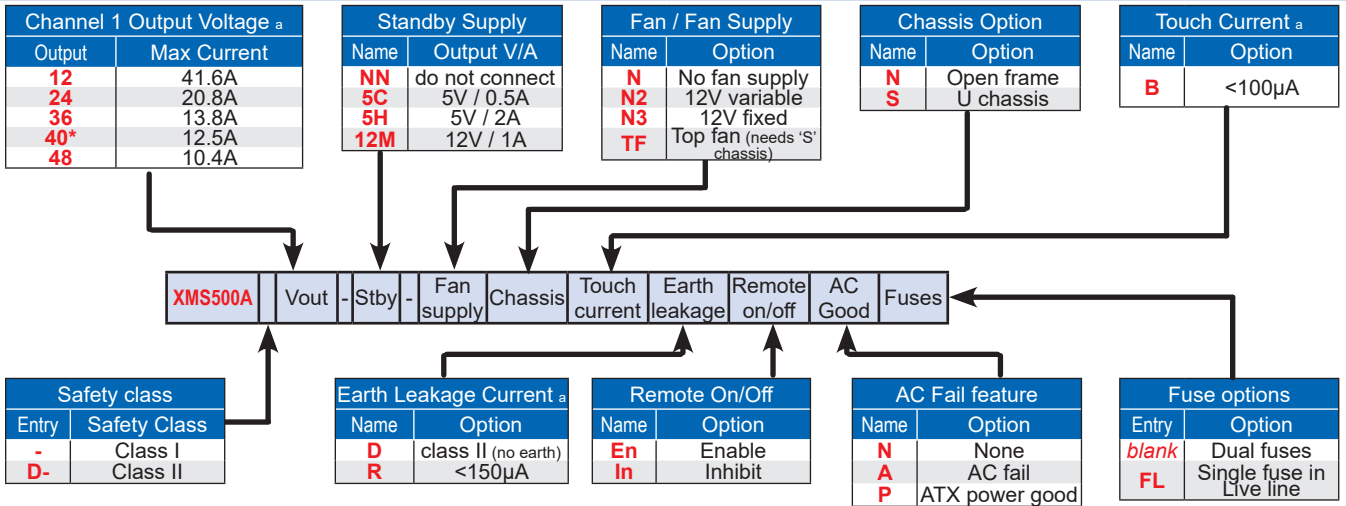 Channel 1 Output Voltage a
Output Max Current
12 41.6A
24 20.8A
36 13.8A
40* 12.5A
48 10.4A
Standby Supply
Name Output V/A
NN do not connect
5C 5V / 0.5A
5H 5V / 2A
12M 12V / 1A
Fan / Fan Supply
Name Option
N No fan supply
N2 12V variable
N3 12V fixed
TF Top fan (needs ‘S’
chassis)
Chassis Option
Name Option
N Open frame
S U chassis
Touch Current a
Name Option
B <100µA
XMS500A Vout - Stby - Fan supply Chassis Touch current Earth leakage Remote on/off AC Good Fuses
Safety class
Entry Safety Class
- Class I
D- Class II
Earth Leakage Current a
Name Option
D class II (no earth)
R <150µA
Remote On/Off
Name Option
En Enable
In Inhibit
AC Fail feature
Name Option
N None
A AC fail
P ATX power good
Fuse options
Entry Option
blank Dual fuses
FL Single fuse in
Live line